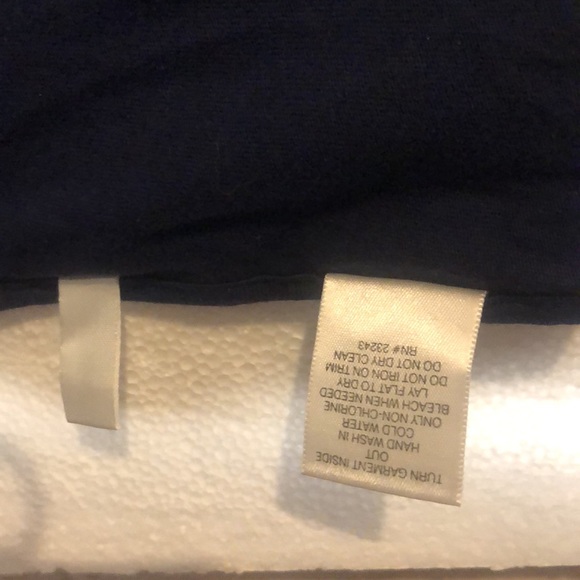 TURN GARMENT INSIDE
OUT
HAND WASH IN
COLD WATER
ONLY NON-CHLORINE
BLEACH WHEN NEEDED
LAY FLAT TO DRY
DO NOT IRON ON TRIM
DO NOT DRY CLEAN
RN# 23243